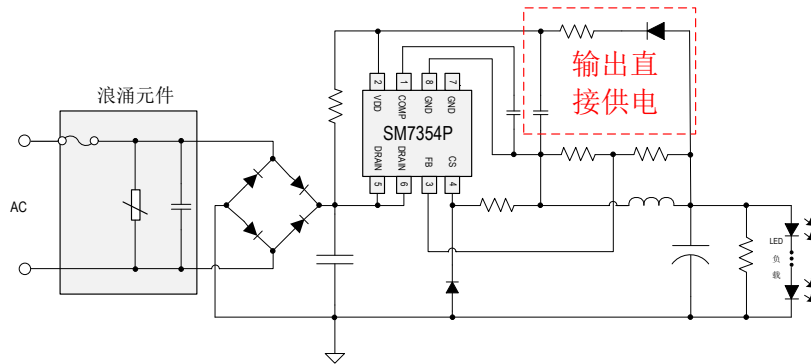 浪涌元件
AC
输出直
接供电
2 1 8 7
VDD COMP GND GND
SM7354P
DRAIN DRAIN FB CS
5 6 3 4
LED
负
载